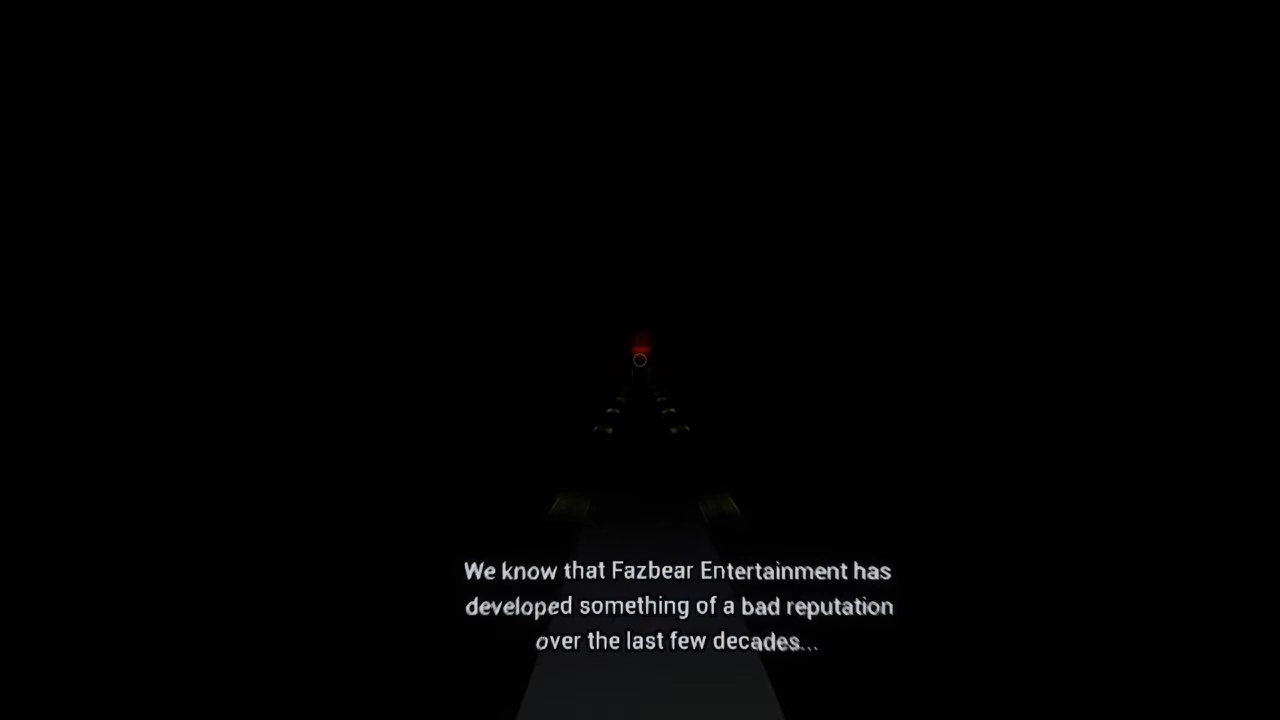 We know that Fazbear Entertainment has
developed something of a bad reputation
over the last few decades...